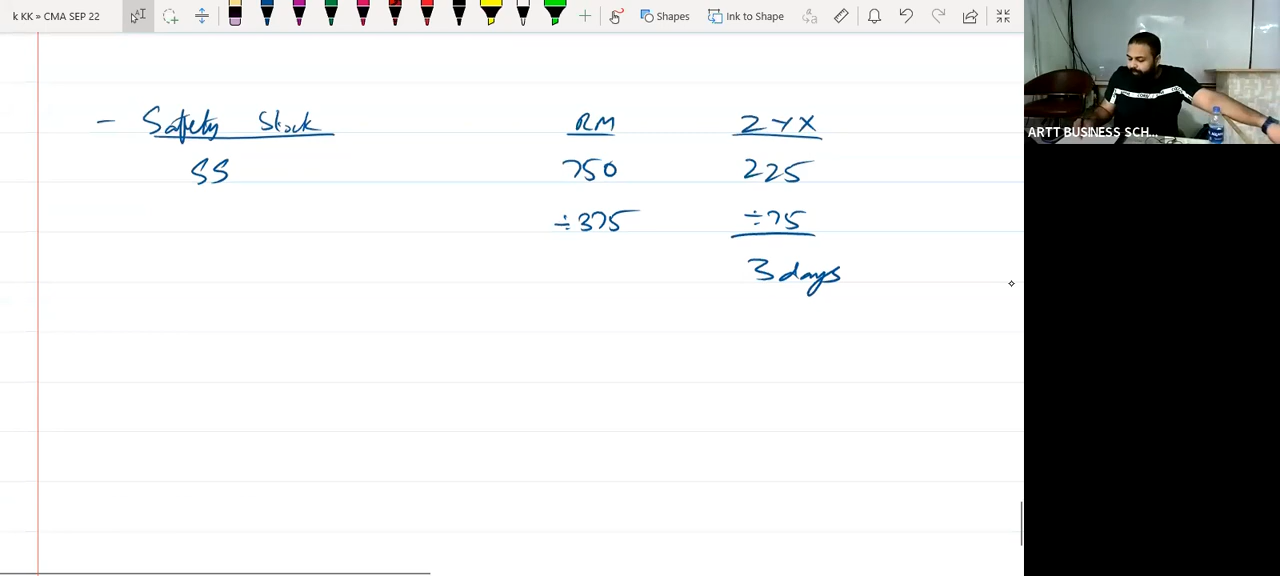 k KK » CMA SEP 22
Shapes
Ink to Shape
ARTT BUSINESS SCH...
- Safety Stock RM ZYX
SS 750 225
÷375 ÷75
3 days